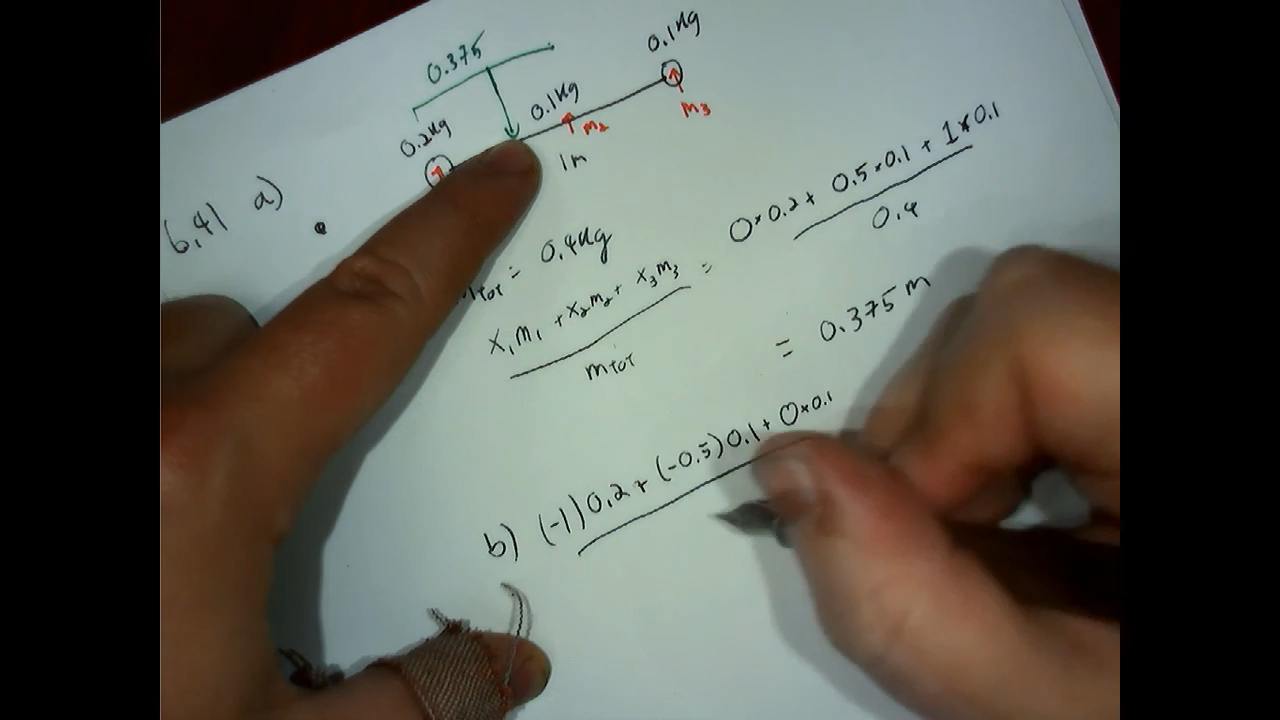 0.375
0.2kg 0.1kg 0.1kg
m2 m3
1m
6.41 a)
mTOT = 0.4kg
x1m1 + x2m2 + x3m3 = 0*0.2+ 0.5*0.1 + 1*0.1
mTOT 0.4
= 0.375 m
b) (-1)0.2 + (-0.5)0.1 + 0*0.1